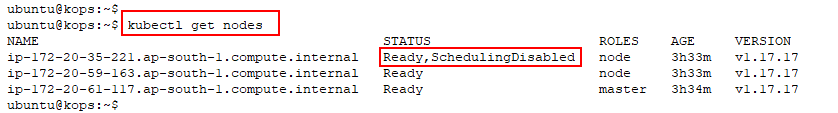 ubuntu@kops:~$
ubuntu@kops:~$ kubectl get nodes
NAME STATUS ROLES AGE VERSION
ip-172-20-35-221.ap-south-1.compute.internal Ready,SchedulingDisabled node 3h33m v1.17.17
ip-172-20-59-163.ap-south-1.compute.internal Ready node 3h33m v1.17.17
ip-172-20-61-117.ap-south-1.compute.internal Ready master 3h34m v1.17.17
ubuntu@kops:~$